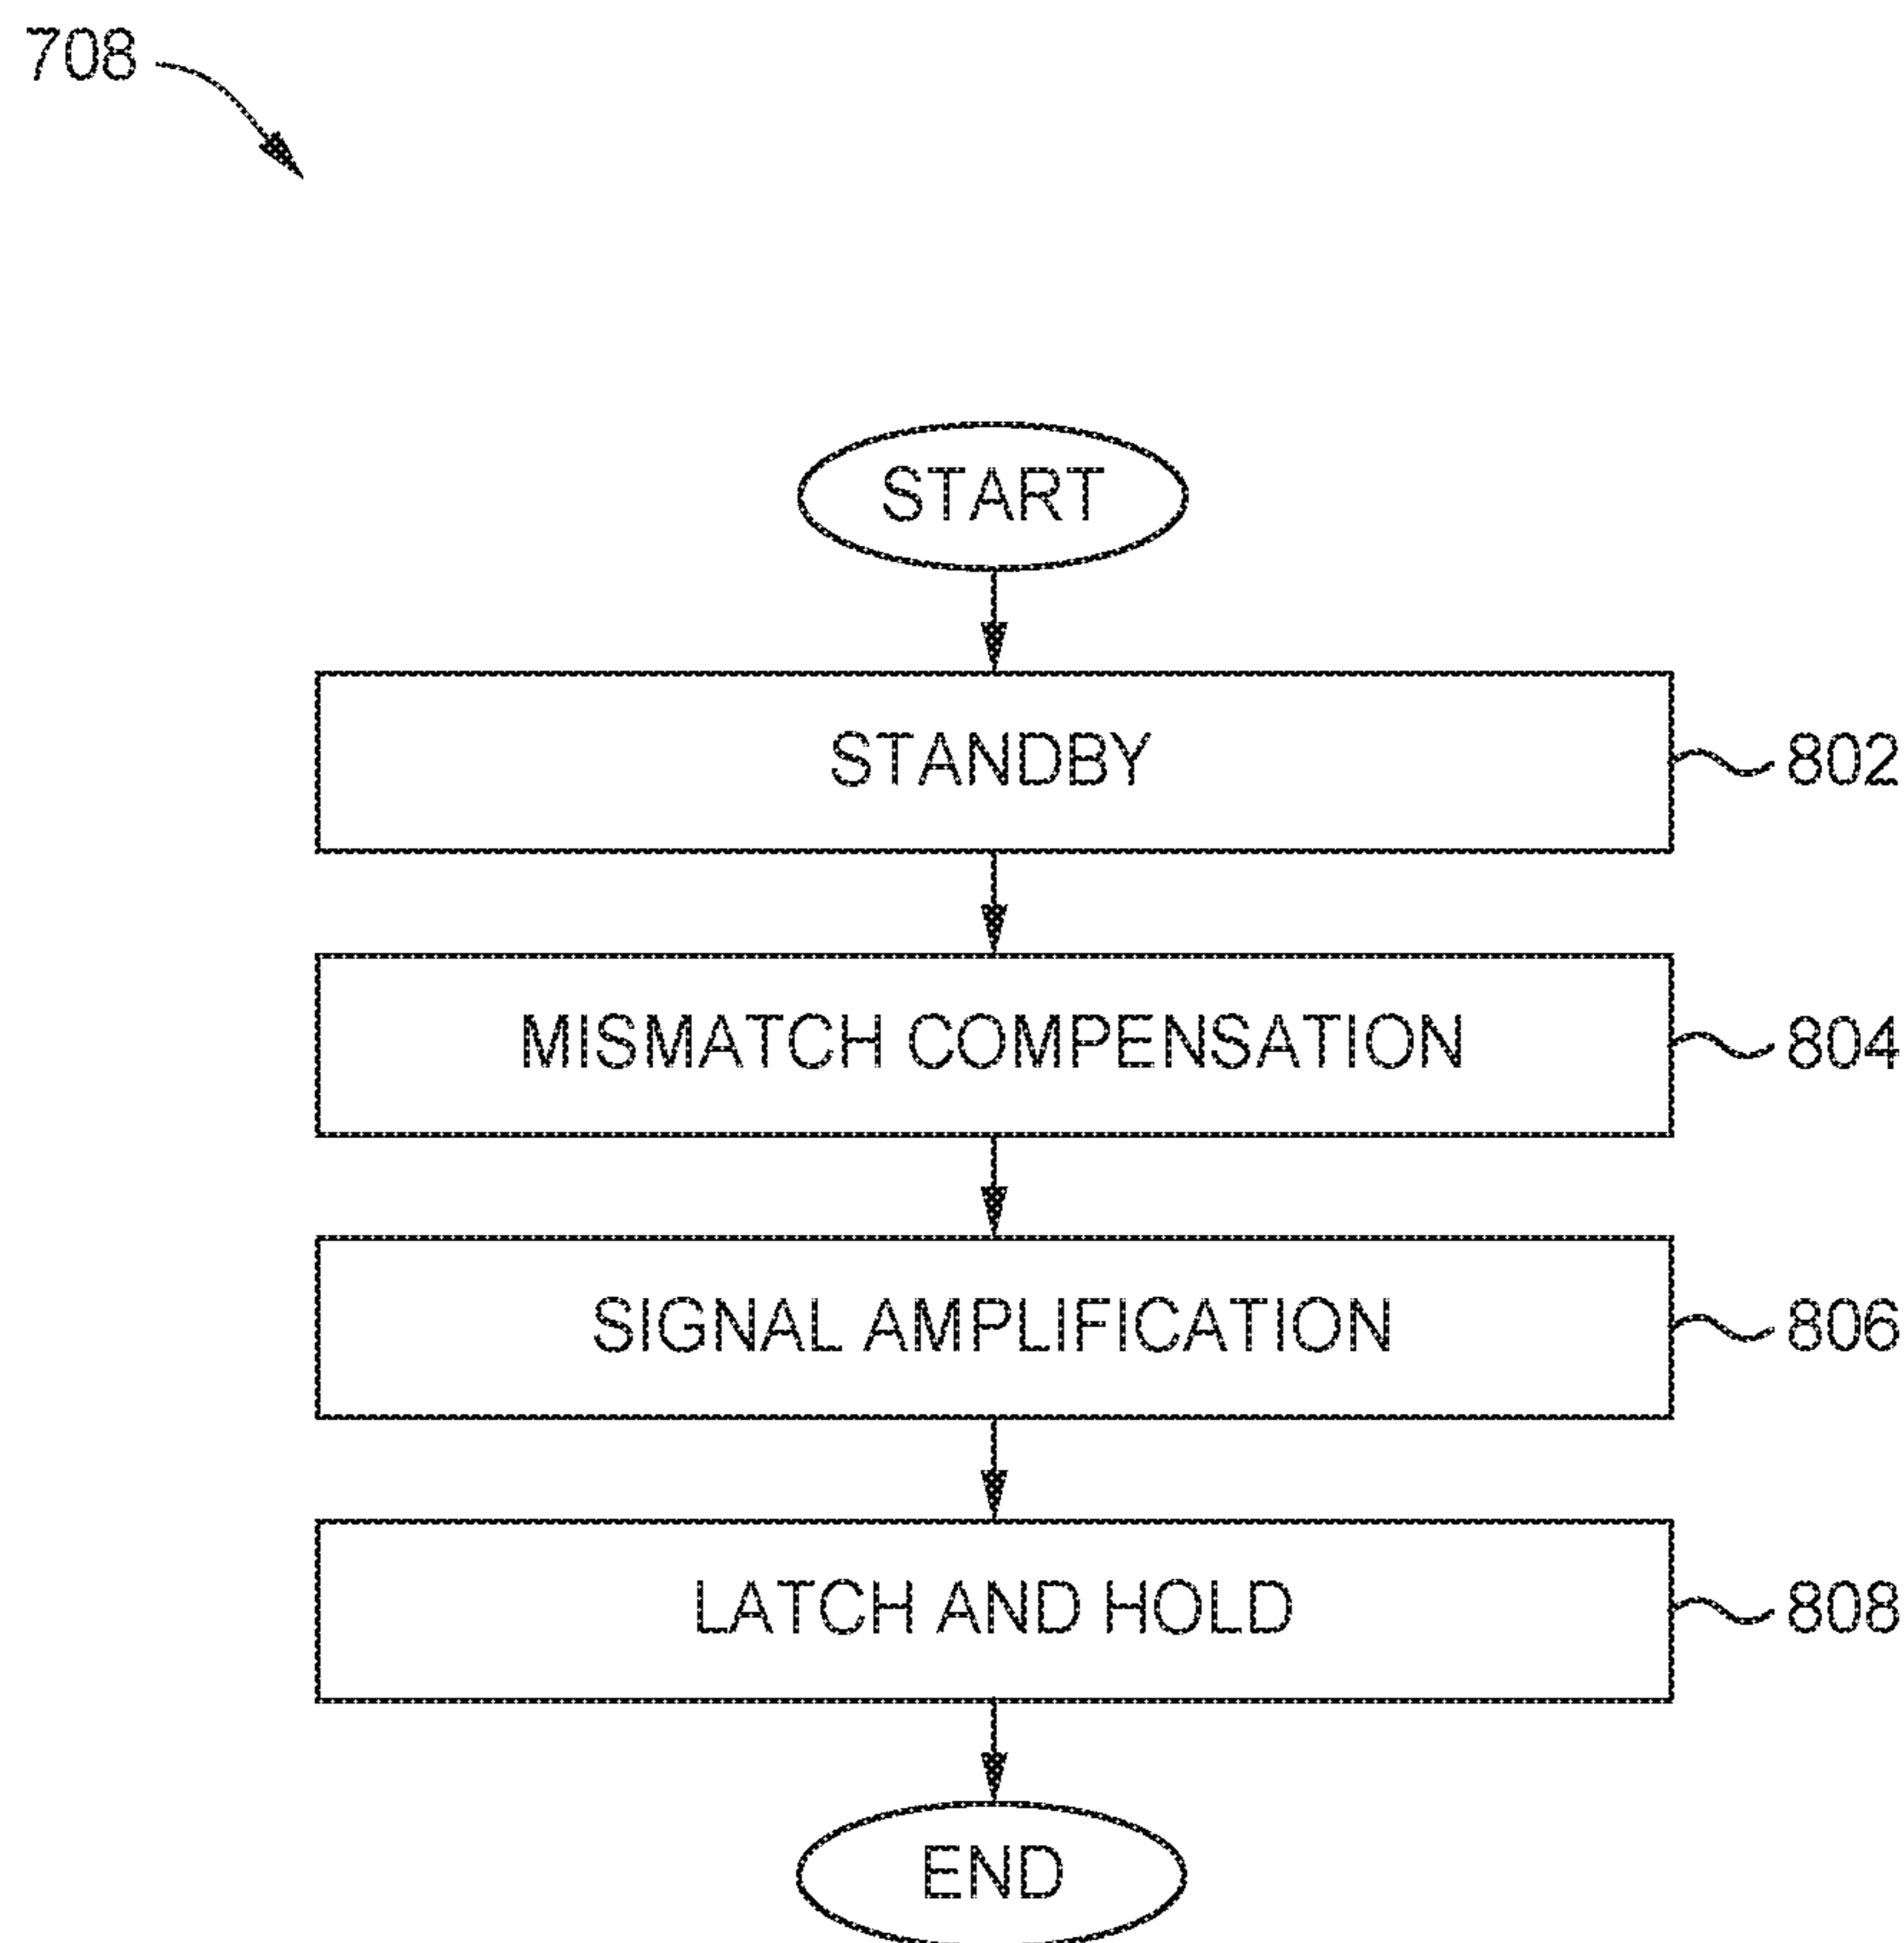 708
START
STANDBY
802
MISMATCH COMPENSATION
804
SIGNAL AMPLIFICATION
806
LATCH AND HOLD
808
END